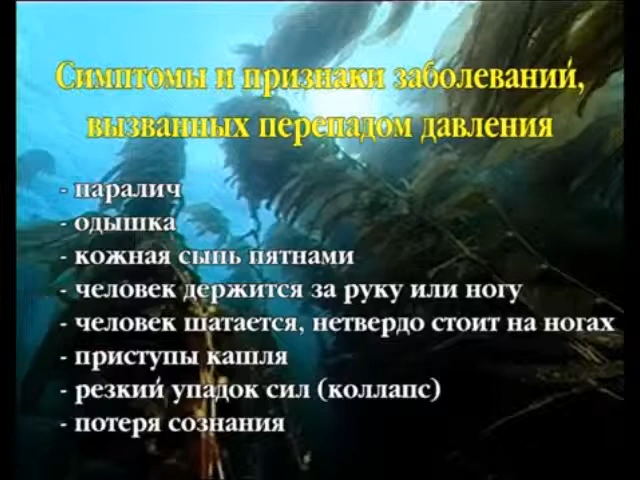 Симптомы и признаки заболеваний,
вызванных перепадом давления
- паралич
- одышка
- кожная сыпь пятнами
- человек держится за руку или ногу
- человек шатается, нетвердо стоит на ногах
- приступы кашля
- резкий упадок сил (коллапс)
- потеря сознания